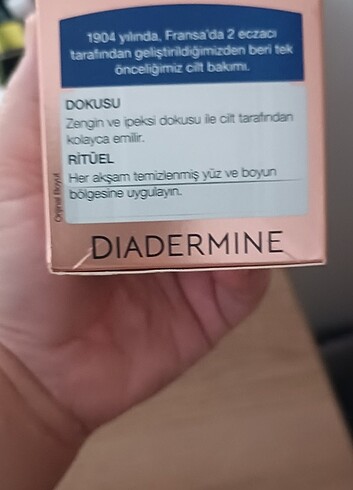 1904 yılında, Fransa'da 2 eczacı
tarafından geliştirildiğimizden beri tek
önceliğimiz cilt bakımı.
DOKUSU
Zengin ve ipeksi dokusu ile cilt tarafından
kolayca emilir.
RİTÜEL
Her akşam temizlenmiş yüz ve boyun
bölgesine uygulayın.
Orijinal Boyut
DIADERMINE